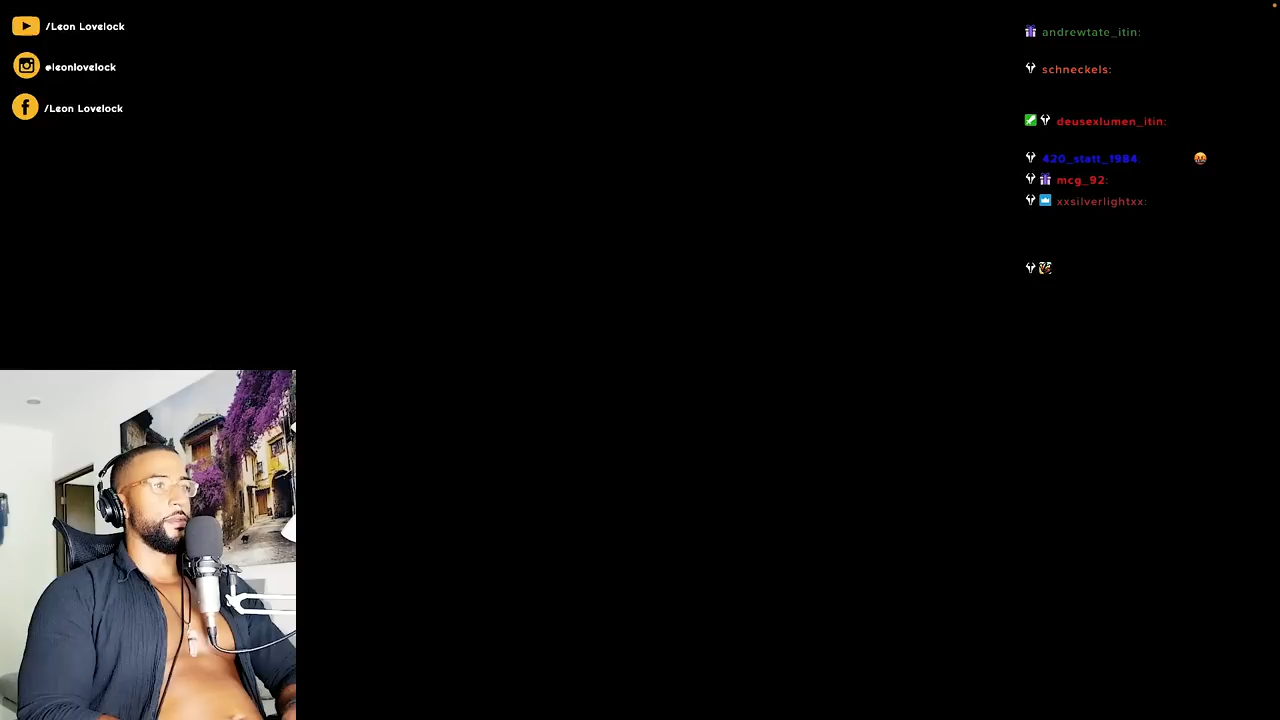 /Leon Lovelock
@leonlovelock
/Leon Lovelock
andrewtate_itin:
schneckels:
deusexlumen_itin:
420_statt_1984:
mcg_92:
xxsilverlightxx: